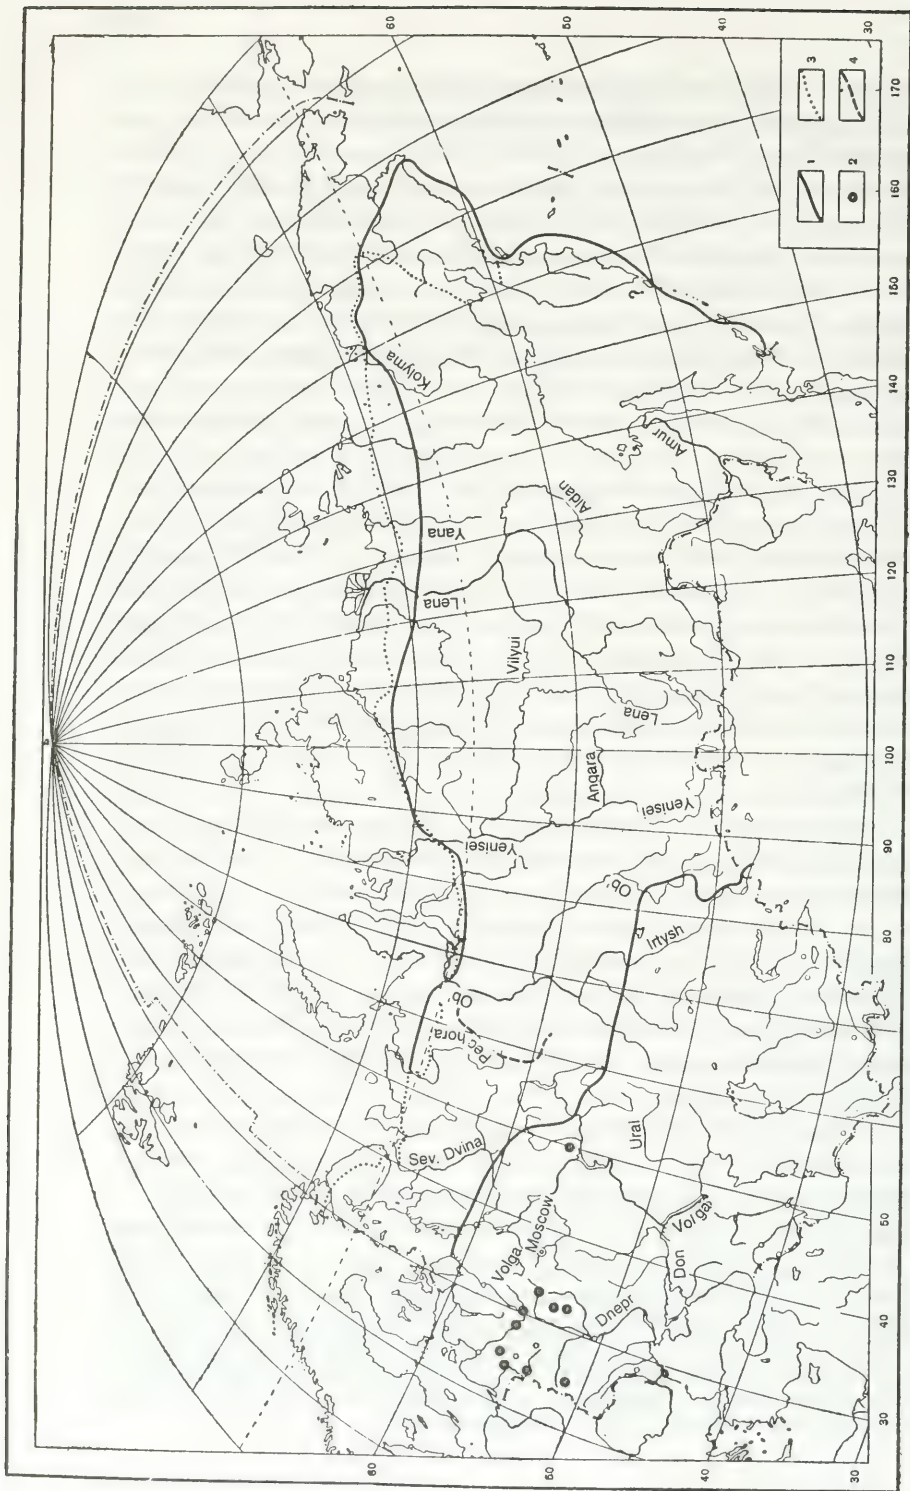 60
50
40
30
60
50
40
30
30
40
50
60
70
80
90
100
110
120
130
140
150
160
170
1
2
3
4
Sev. Dvina
Pechora
Ob
Yenisei
Lena
Yana
Kolyma
Vilyui
Aldan
Volga
Moscow
Dnepr
Don
Volga
Ural
Irtysh
Ob
Yenisei
Angara
Lena
Amur
?